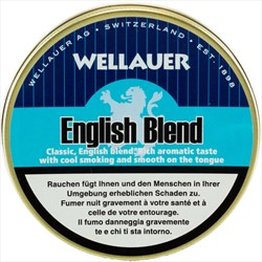 WELLAUER AG • SWITZERLAND • EST. 1898
WELLAUER
English Blend
Classic, English Blend, rich aromatic taste
with cool smoking and smooth on the tongue
Rauchen fügt Ihnen und den Menschen in Ihrer
Umgebung erheblichen Schaden zu.
Fumer nuit gravement à votre santé et à
celle de votre entourage.
Il fumo danneggia gravemente
te e chi ti sta intorno.